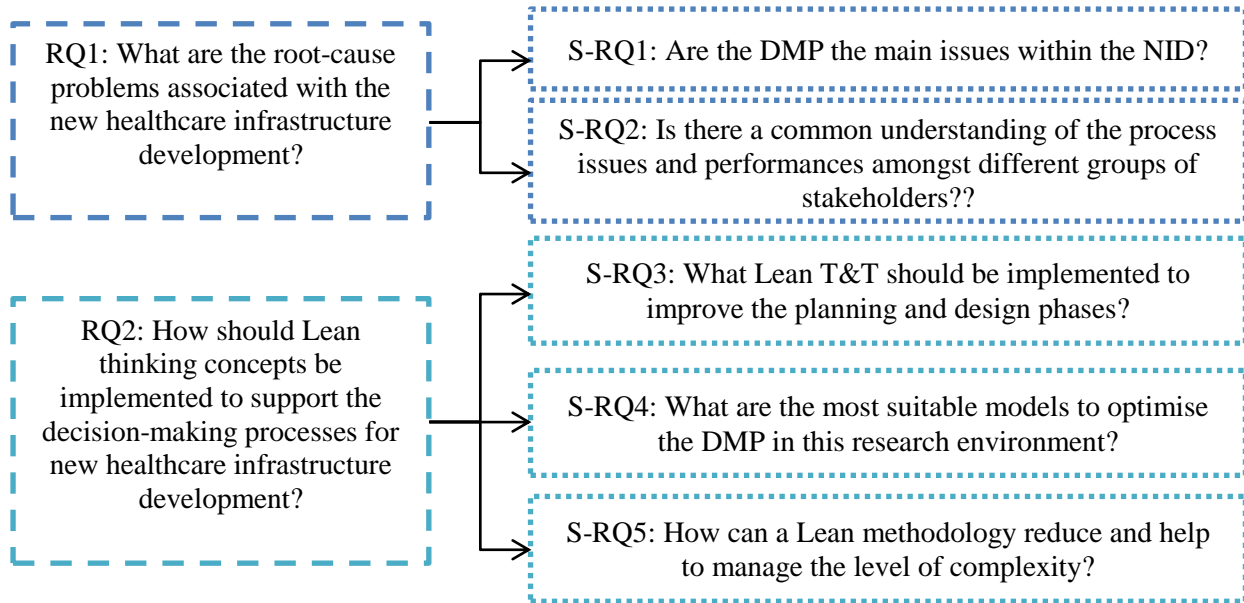 RQ1: What are the root-cause
problems associated with the
new healthcare infrastructure
development?
S-RQ1: Are the DMP the main issues within the NID?
S-RQ2: Is there a common understanding of the process
issues and performances amongst different groups of
stakeholders??
RQ2: How should Lean
thinking concepts be
implemented to support the
decision-making processes for
new healthcare infrastructure
development?
S-RQ3: What Lean T&T should be implemented to
improve the planning and design phases?
S-RQ4: What are the most suitable models to optimise
the DMP in this research environment?
S-RQ5: How can a Lean methodology reduce and help
to manage the level of complexity?